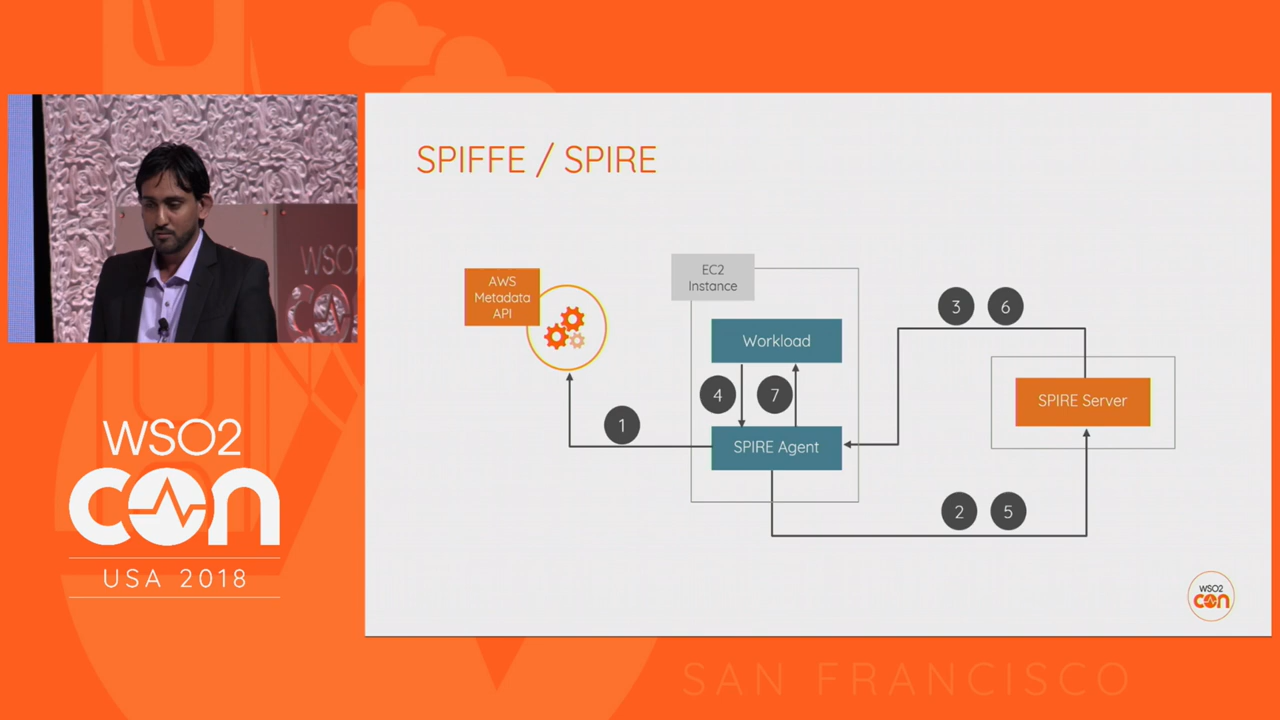 SPIFFE / SPIRE
AWS
Metadata
API
EC2
Instance
Workload
SPIRE Agent
SPIRE Server
1
2
5
3
6
4
7
WSO2
con
WSO2
con
USA 2018
WSO2
con
SAN FRANCISCO